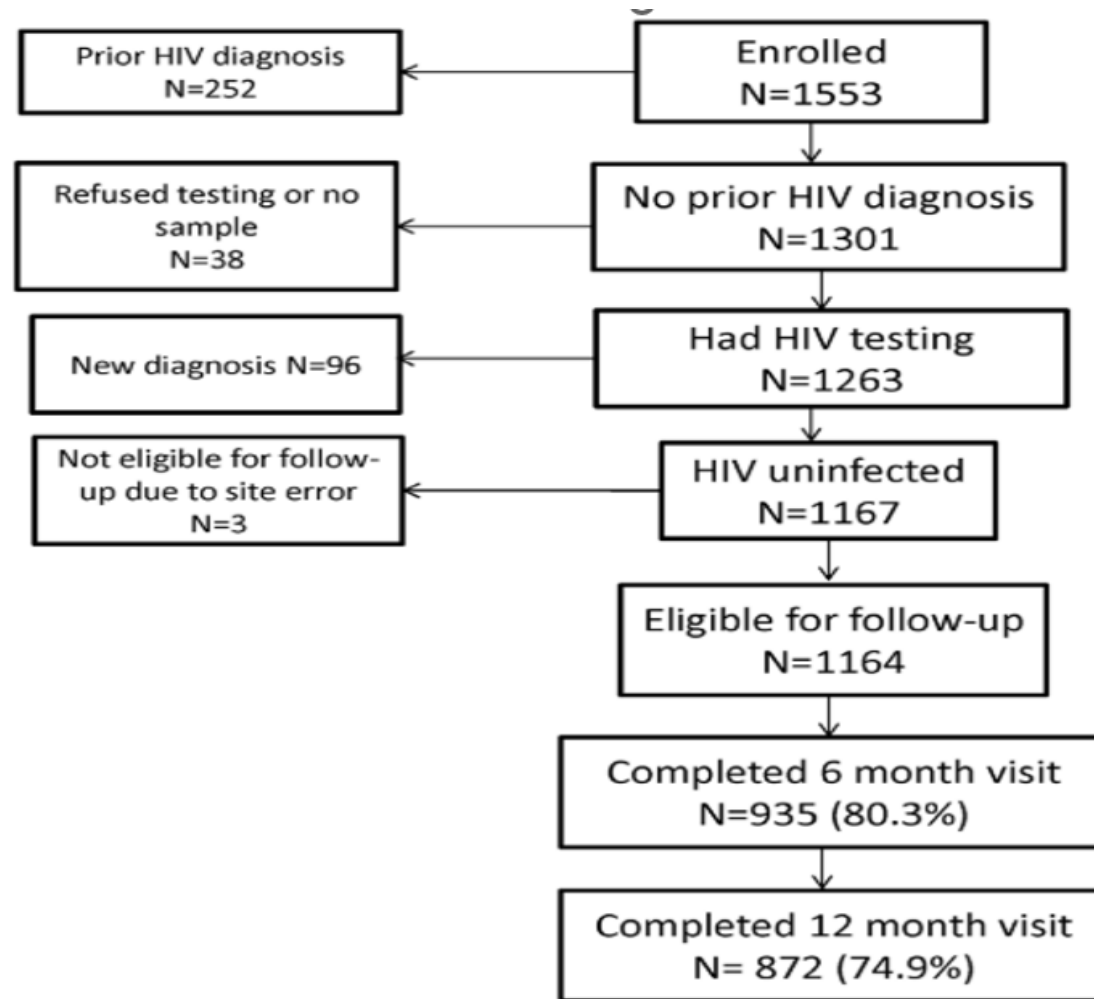 Prior HIV diagnosis
N=252
Enrolled
N=1553
Refused testing or no
sample
N=38
No prior HIV diagnosis
N=1301
New diagnosis N=96
Had HIV testing
N=1263
Not eligible for follow-
up due to site error
N=3
HIV uninfected
N=1167
Eligible for follow-up
N=1164
Completed 6 month visit
N=935 (80.3%)
Completed 12 month visit
N= 872 (74.9%)